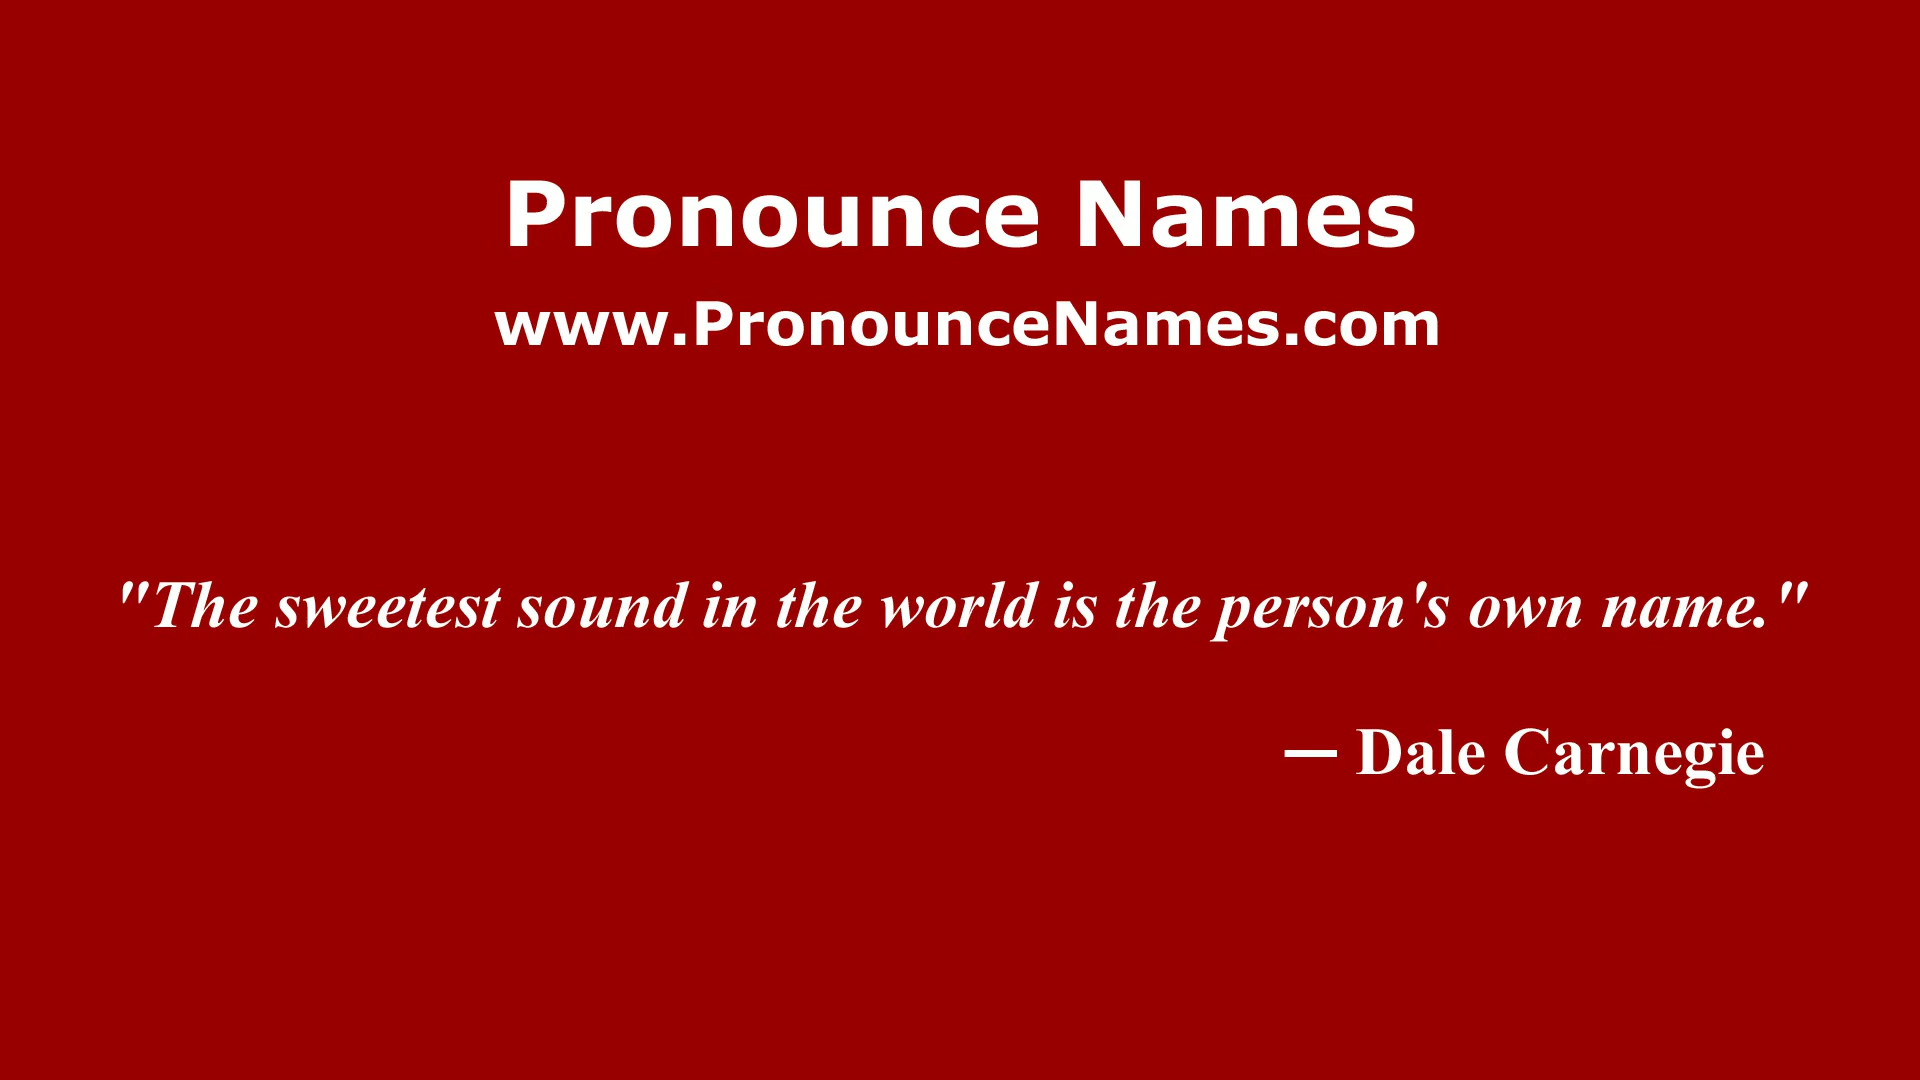 Pronounce Names
www.PronounceNames.com
"The sweetest sound in the world is the person's own name."
— Dale Carnegie